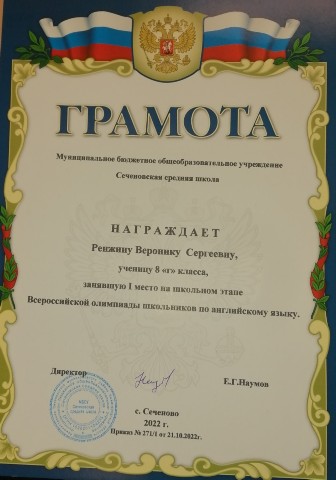 ГРАМОТА
Муниципальное бюджетное общеобразовательное учреждение
Сеченовская средняя школа
НАГРАЖДАЕТ
Ренжину Веронику Сергеевну,
ученицу 8 «г» класса,
занявшую I место на школьном этапе
Всероссийской олимпиады школьников по английскому языку.
Директор Е.Г.Наумов
с. Сеченово
2022 г.
Приказ № 271/1 от 21.10.2022г.